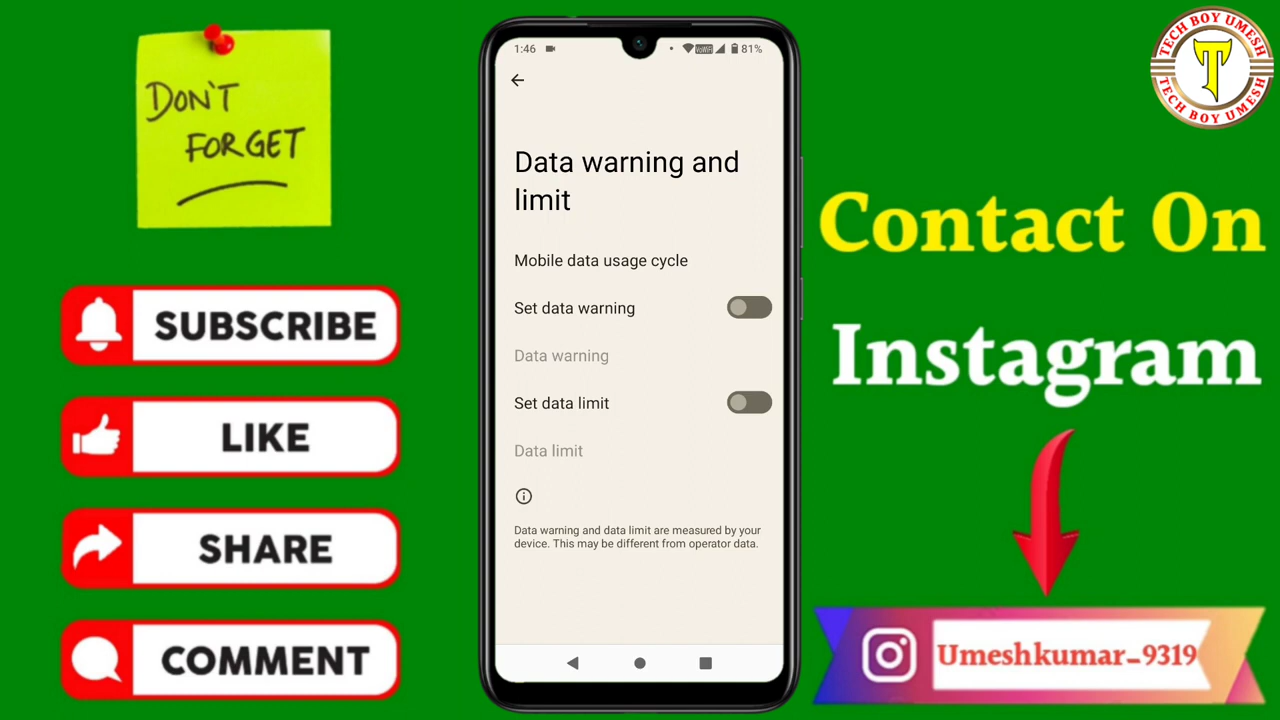 DON'T
FORGET
SUBSCRIBE
LIKE
SHARE
COMMENT
1:46
VoWiFi
81%
Data warning and
limit
Mobile data usage cycle
Set data warning
Data warning
Set data limit
Data limit
Data warning and data limit are measured by your
device. This may be different from operator data.
TECH BOY UMESH
T
TECH BOY UMESH
Contact On
Instagram
Umeshkumar-9319